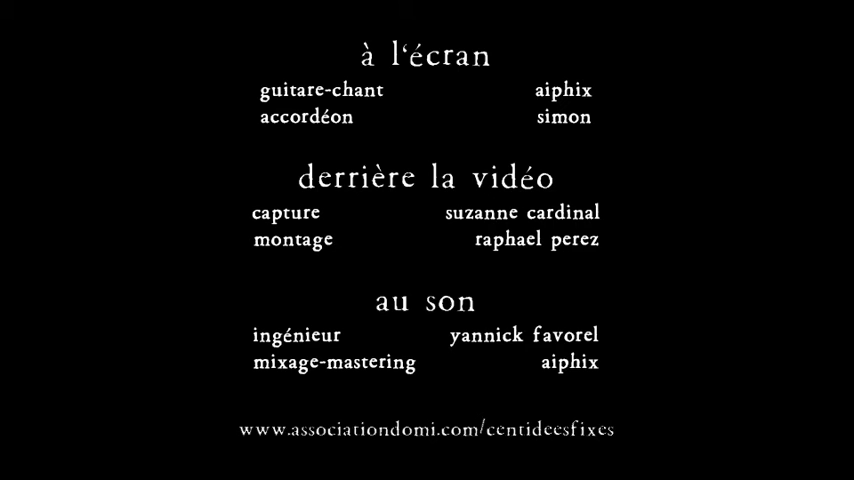 à l'écran
guitare-chant aiphix
accordéon simon
derrière la vidéo
capture suzanne cardinal
montage raphael perez
au son
ingénieur yannick favorel
mixage-mastering aiphix
www.associationdomi.com/centideesfixes